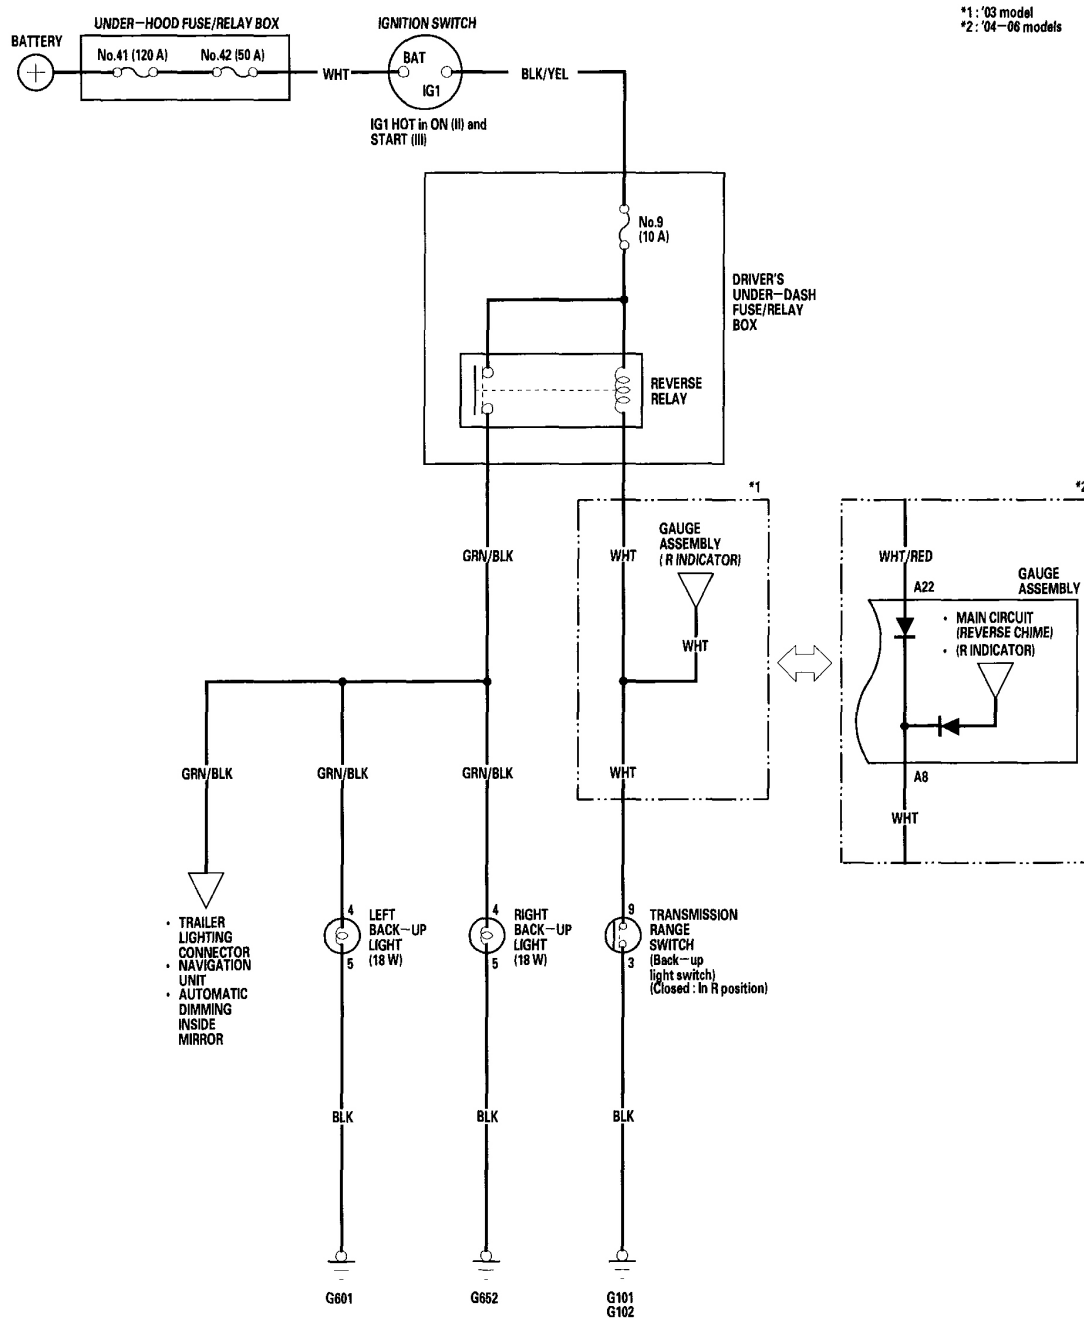 *1 : '03 model
*2 : '04-06 models
UNDER-HOOD FUSE/RELAY BOX
IGNITION SWITCH
BATTERY
No.41 (120 A)
No.42 (50 A)
BAT
WHT
BLK/YEL
IG1
IG1 HOT in ON (II) and
START (III)
No.9
(10 A)
DRIVER'S
UNDER-DASH
FUSE/RELAY
BOX
REVERSE
RELAY
*1
GAUGE
ASSEMBLY
(R INDICATOR)
GRN/BLK
WHT
WHT
WHT/RED
A22
GAUGE
ASSEMBLY
• MAIN CIRCUIT
(REVERSE CHIME)
• (R INDICATOR)
GRN/BLK
GRN/BLK
GRN/BLK
WHT
A8
WHT
• TRAILER
LIGHTING
CONNECTOR
• NAVIGATION
UNIT
• AUTOMATIC
DIMMING
INSIDE
MIRROR
4
LEFT
BACK-UP
LIGHT
(18 W)
5
4
RIGHT
BACK-UP
LIGHT
(18 W)
5
9
TRANSMISSION
RANGE
SWITCH
(Back-up
light switch)
(Closed : In R position)
3
BLK
BLK
BLK
G601
G652
G101
G102